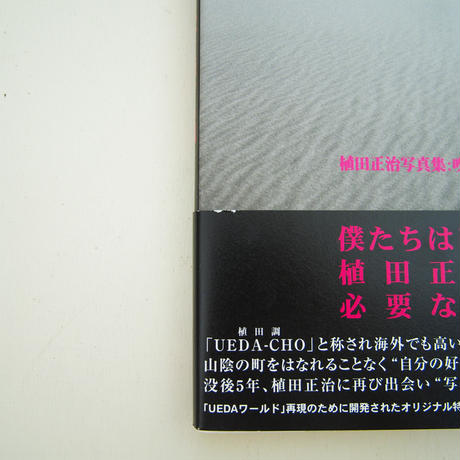 植田正治写真集:吹
僕たちは
植田正
必要な
植田調
「UEDA-CHO」と称され海外でも高い
山陰の町をはなれることなく“自分の好
没後5年、植田正治に再び出会い“写
「UEDAワールド」再現のために開発されたオリジナル特